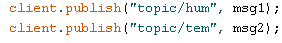 client.publish("topic/hum", msg1);
client.publish("topic/tem", msg2);